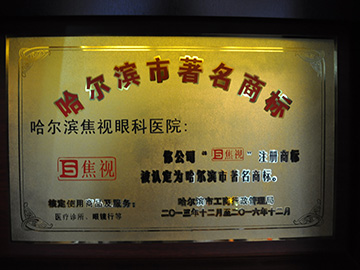 哈尔滨市著名商标
哈尔滨焦视眼科医院：
焦视
你公司“焦视”注册商标
被认定为哈尔滨市著名商标。
核定使用商品及服务：
医疗诊所、眼镜行等
哈尔滨市工商行政管理局
二〇一三年十二月至二〇一六年十二月